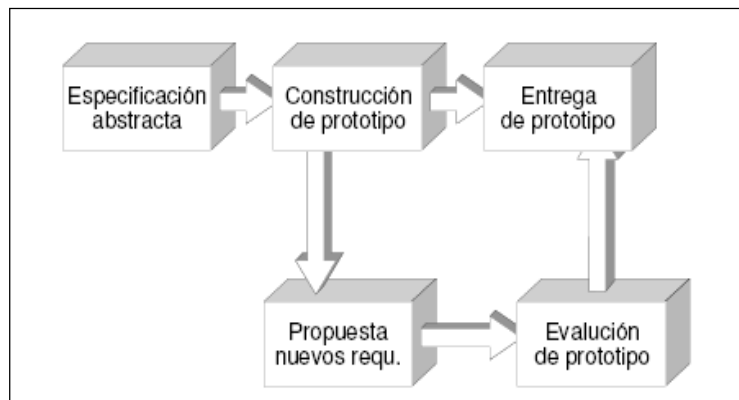 Especificación
abstracta
Construcción
de prototipo
Entrega
de prototipo
Propuesta
nuevos requ.
Evalución
de prototipo